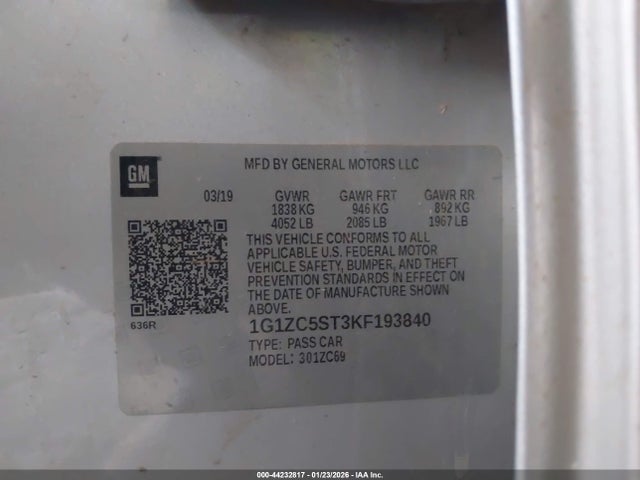 GM
MFD BY GENERAL MOTORS LLC
03/19 GVWR GAWR FRT GAWR RR
1838 KG 946 KG 892 KG
4052 LB 2085 LB 1967 LB
THIS VEHICLE CONFORMS TO ALL
APPLICABLE U.S. FEDERAL MOTOR
VEHICLE SAFETY, BUMPER, AND THEFT
PREVENTION STANDARDS IN EFFECT ON
THE DATE OF MANUFACTURE SHOWN
ABOVE.
636R
1G1ZC5ST3KF193840
TYPE: PASS CAR
MODEL: 301ZC69
000-44232817 - 01/23/2026 - IAA Inc.